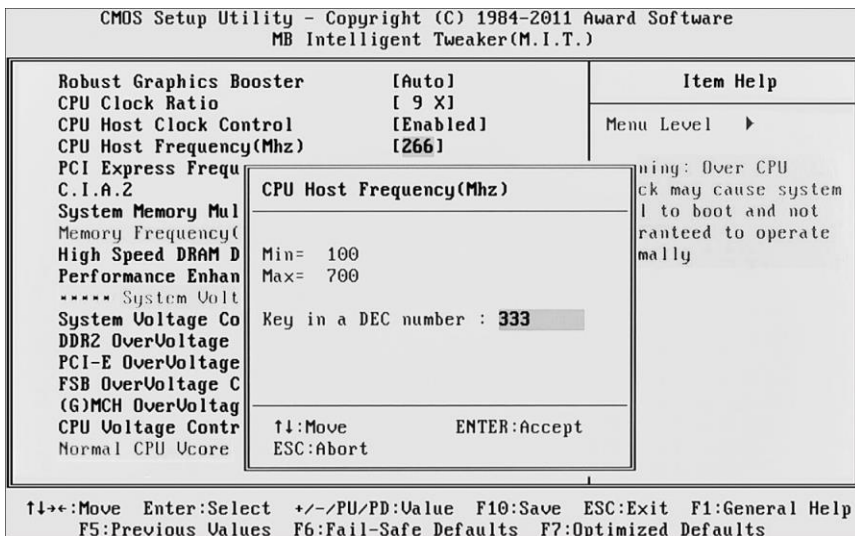 CMOS Setup Utility - Copyright (C) 1984-2011 Award Software
MB Intelligent Tweaker(M.I.T.)
Robust Graphics Booster [Auto]
CPU Clock Ratio [ 9 X]
CPU Host Clock Control [Enabled]
CPU Host Frequency(Mhz) [266]
PCI Express Frequ
C.I.A.2
System Memory Mul
Memory Frequency(
High Speed DRAM D
Performance Enhan
***** System Volt
System Voltage Co
DDR2 OverVoltage
PCI-E OverVoltage
FSB OverVoltage C
(G)MCH OverVoltag
CPU Voltage Contr
Normal CPU Vcore
CPU Host Frequency(Mhz)
Min= 100
Max= 700
Key in a DEC number : 333
↑↓:Move ENTER:Accept
ESC:Abort
Item Help
Menu Level ▶
ning: Over CPU
ck may cause system
l to boot and not
ranteed to operate
mally
↑↓→←:Move Enter:Select +/-/PU/PD:Value F10:Save ESC:Exit F1:General Help
F5:Previous Values F6:Fail-Safe Defaults F7:Optimized Defaults